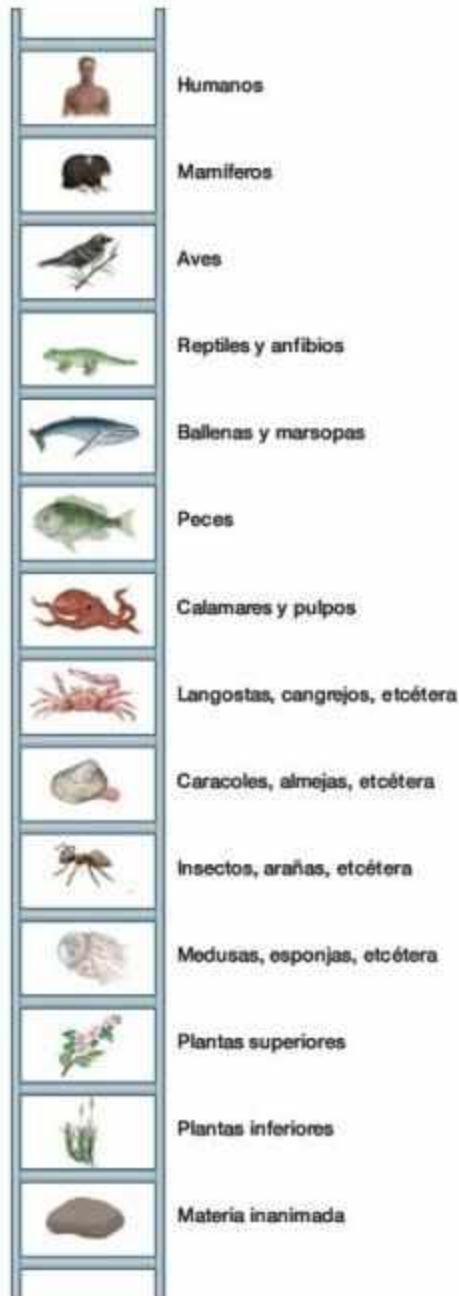 Humanos
Mamíferos
Aves
Reptiles y anfibios
Ballenas y marsopas
Peces
Calamares y pulpos
Langostas, cangrejos, etcétera
Caracoles, almejas, etcétera
Insectos, arañas, etcétera
Medusas, esponjas, etcétera
Plantas superiores
Plantas inferiores
Materia inanimada